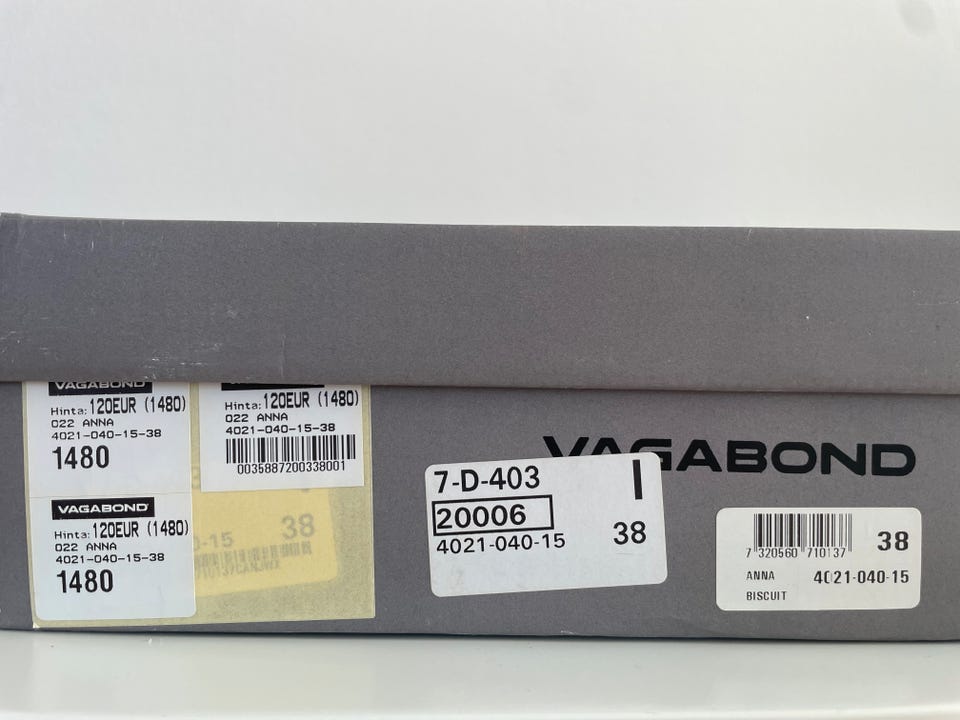 VAGABOND
Hinta: 120EUR (1480)
022 ANNA
4021-040-15-38
1480
VAGABOND
Hinta: 120EUR (1480)
022 ANNA
4021-040-15-38
1480
Hinta: 120EUR (1480)
022 ANNA
4021-040-15-38
0035887200338001
-15
38
VAGABOND
7-D-403
I
20006
4021-040-15
38
7 320560 710137
38
ANNA
4021-040-15
BISCUIT